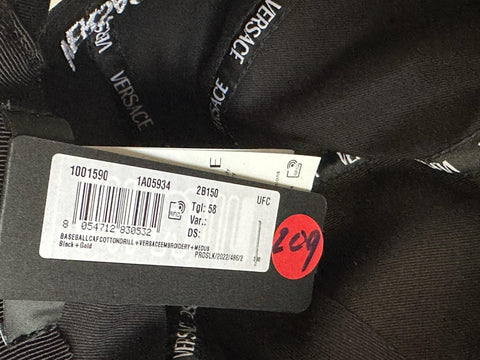 VERSACE
VERSACE
VERSACE
1001590 1A05934 2B150 UFC
Tgl: 58
Var.:
DS:
8 054712 830532
BASEBALLCAPCOTTONDRILL+VERSACEEMBROIDERY+MEDUS
Black+Gold PROSLK/2022/496/2
209
VERSACE